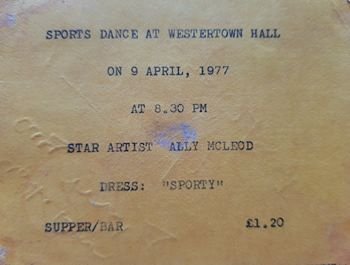 SPORTS DANCE AT WESTERTOWN HALL
ON 9 APRIL, 1977
AT 8.30 PM
STAR ARTIST ALLY MCLEOD
DRESS: "SPORTY"
SUPPER/BAR £1.20